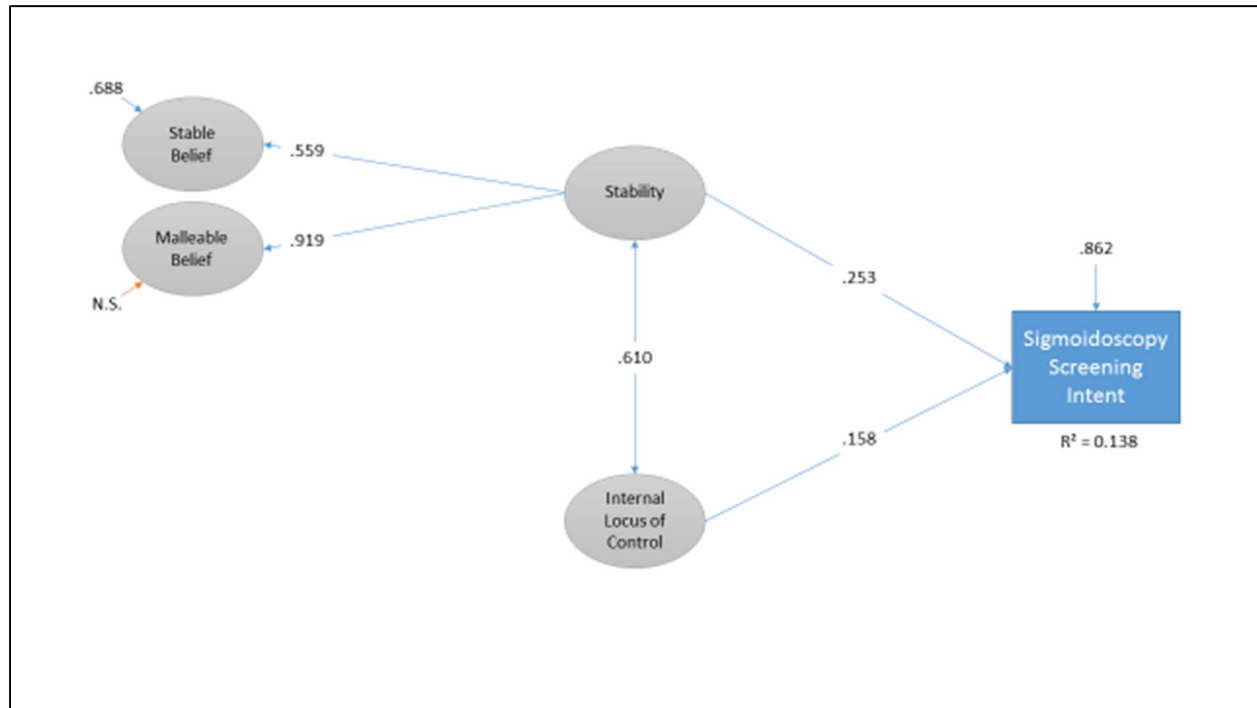 .688
Stable
Belief
.559
Stability
Malleable
Belief
.919
N.S.
.253
.862
Sigmoidoscopy
Screening
Intent
R² = 0.138
.610
.158
Internal
Locus of
Control